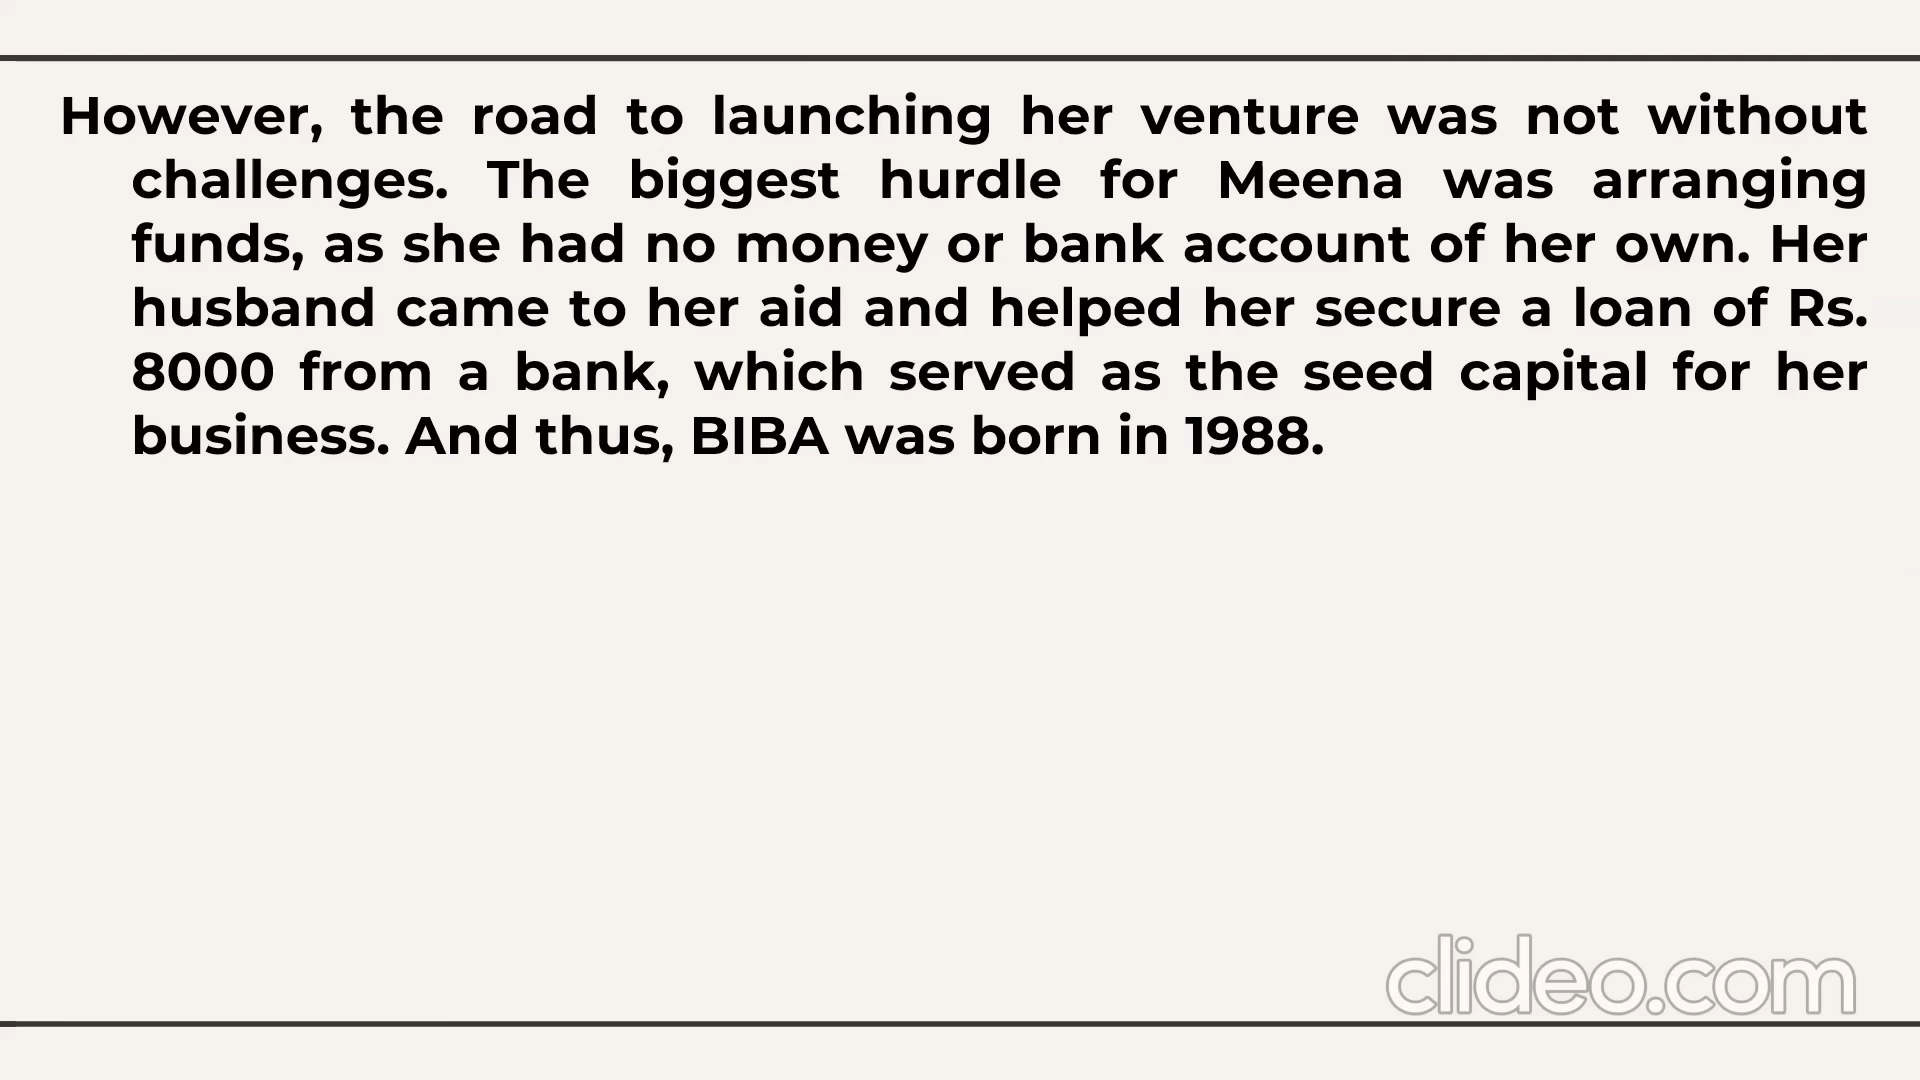 However, the road to launching her venture was not without
challenges. The biggest hurdle for Meena was arranging
funds, as she had no money or bank account of her own. Her
husband came to her aid and helped her secure a loan of Rs.
8000 from a bank, which served as the seed capital for her
business. And thus, BIBA was born in 1988.
clideo.com